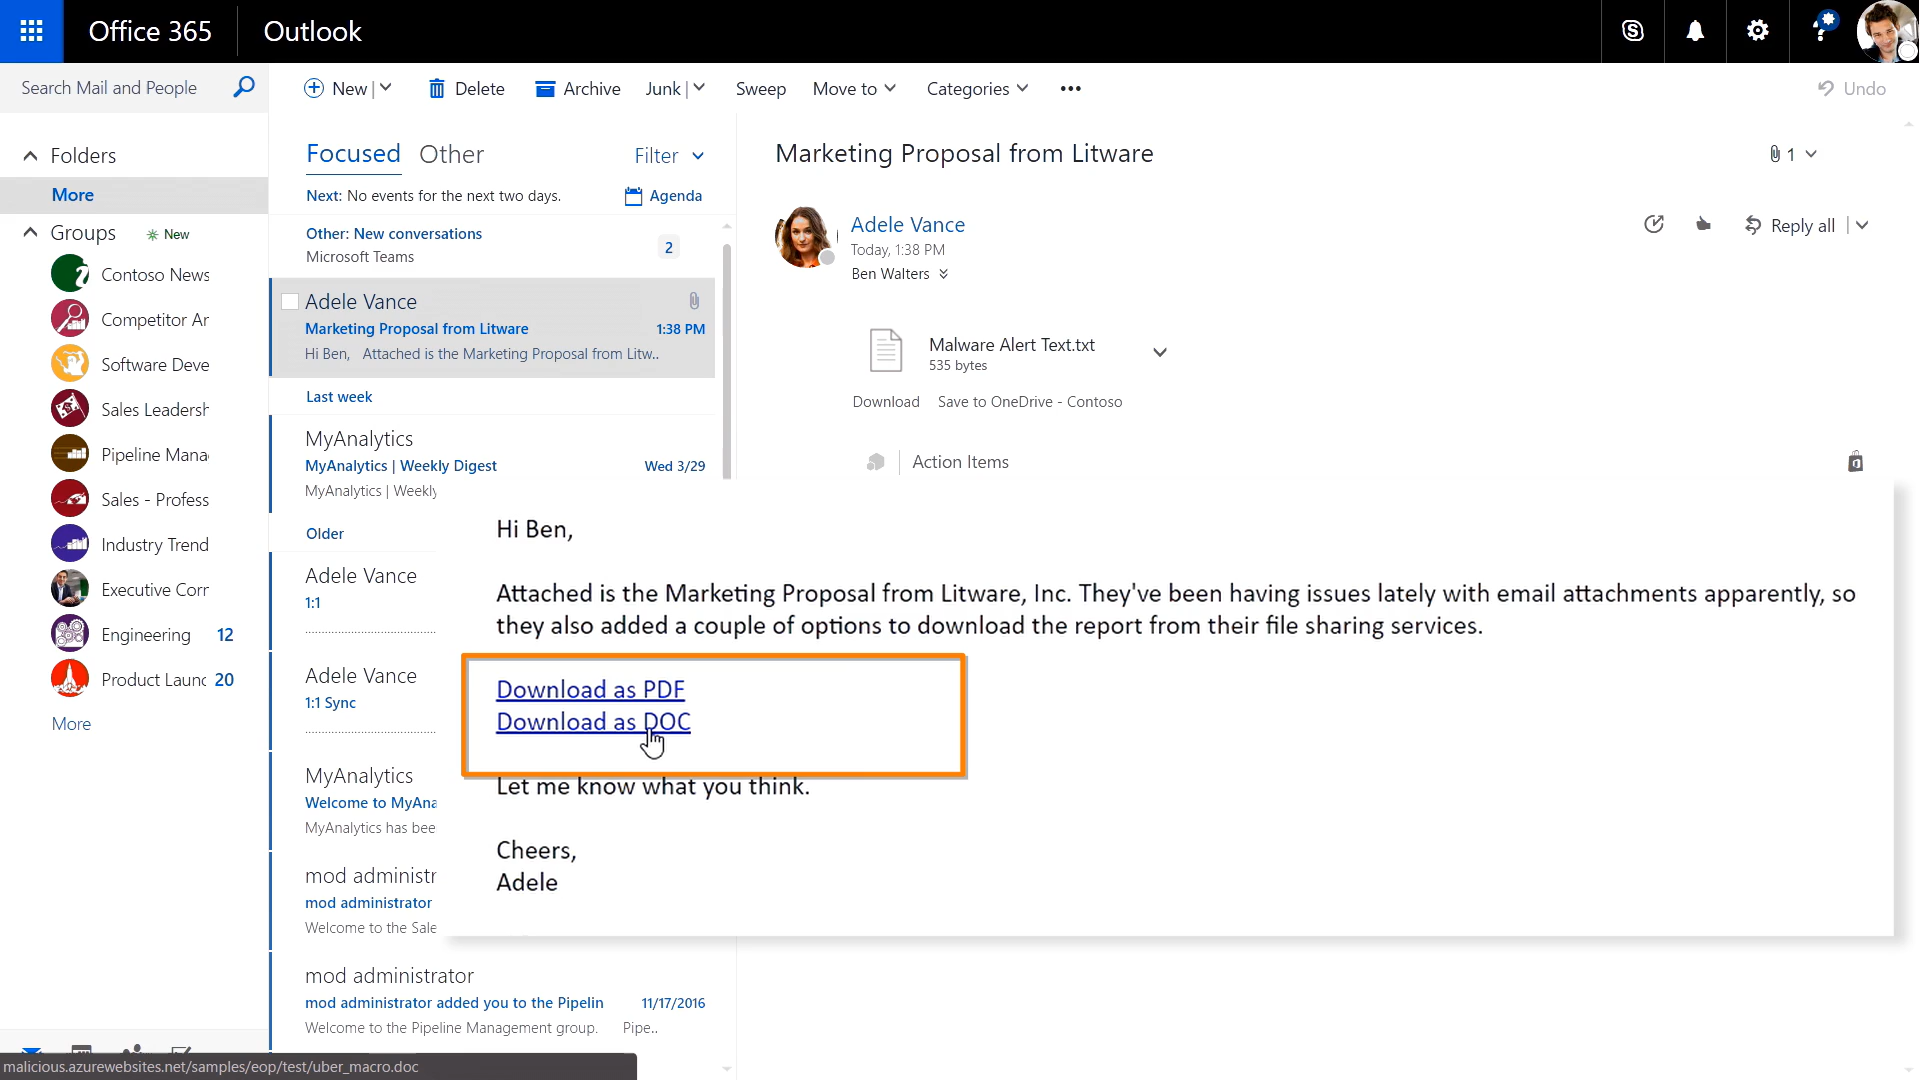 Office 365
Outlook
Search Mail and People
New
Delete
Archive
Junk
Sweep
Move to
Categories
Undo
Folders
More
Groups
New
Contoso News
Competitor Ar
Software Deve
Sales Leadersh
Pipeline Mana
Sales - Profess
Industry Trend
Executive Corr
Engineering 12
Product Launc 20
More
Focused Other Filter
Next: No events for the next two days. Agenda
Other: New conversations
Microsoft Teams
2
Adele Vance
Marketing Proposal from Litware 1:38 PM
Hi Ben, Attached is the Marketing Proposal from Litw..
Last week
MyAnalytics
MyAnalytics | Weekly Digest Wed 3/29
MyAnalytics | Weekly
Older
Adele Vance
1:1
Adele Vance
1:1 Sync
MyAnalytics
Welcome to MyAna
MyAnalytics has bee
mod administr
mod administrator
Welcome to the Sale
mod administrator
mod administrator added you to the Pipelin 11/17/2016
Welcome to the Pipeline Management group. Pipe..
Marketing Proposal from Litware
1
Adele Vance
Today, 1:38 PM
Ben Walters
Reply all
Malware Alert Text.txt
535 bytes
Download Save to OneDrive - Contoso
Action Items
Hi Ben,
Attached is the Marketing Proposal from Litware, Inc. They've been having issues lately with email attachments apparently, so
they also added a couple of options to download the report from their file sharing services.
Download as PDF
Download as DOC
Let me know what you think.
Cheers,
Adele
malicious.azurewebsites.net/samples/eop/test/uber_macro.doc